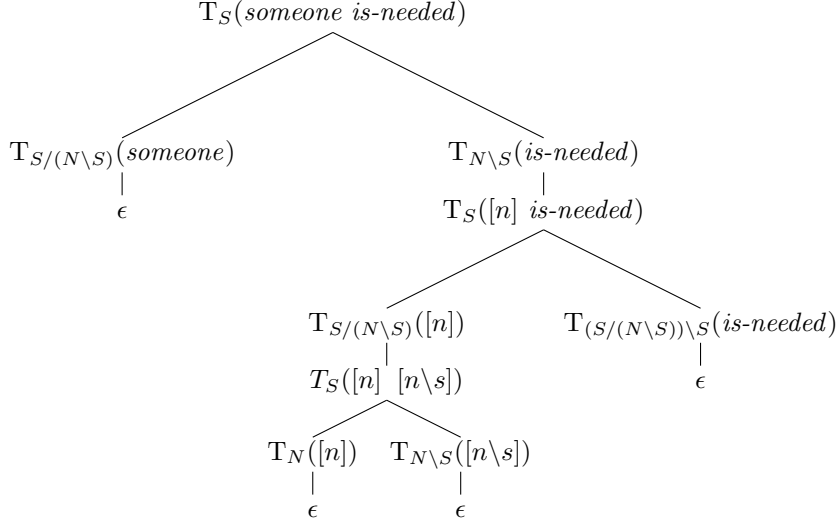 T_S(someone is-needed)
T_{S/(N\S)}(someone) T_{N\S}(is-needed)
ϵ T_S([n] is-needed)
T_{S/(N\S)}([n]) T_{(S/(N\S))\S}(is-needed)
T_S([n] [n\s]) ϵ
T_N([n]) T_{N\S}([n\s])
ϵ ϵ